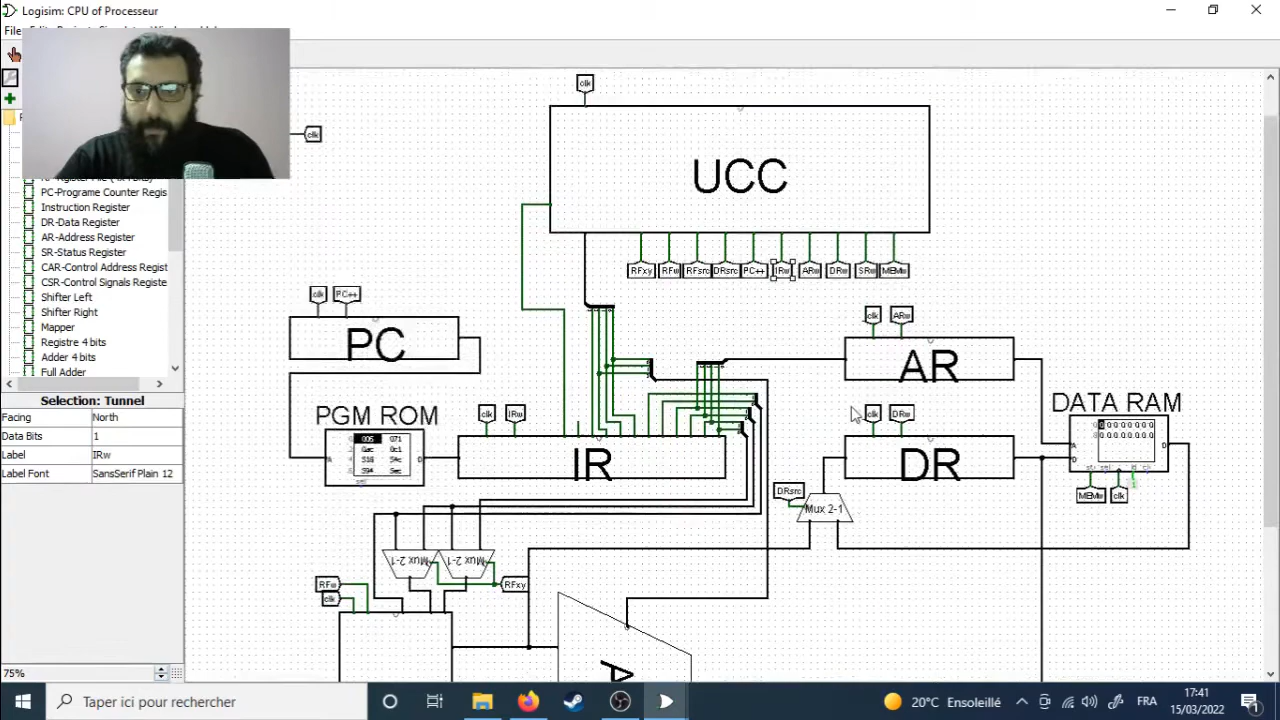 Logisim: CPU of Processeur
clk
clk
UCC
PC-Programe Counter Regis
Instruction Register
DR-Data Register
AR-Address Register
SR-Status Register
CAR-Control Address Regist
CSR-Control Signals Registe
Shifter Left
Shifter Right
Mapper
Registre 4 bits
Adder 4 bits
Full Adder
RFxy RFw RFsrc DRsrc PC++ IRw ARw DRw SRw MEMw
clk PC++
PC
clk ARw
AR
Selection: Tunnel
Facing North
Data Bits 1
Label IRw
Label Font SansSerif Plain 12
PGM ROM
clk IRw
IR
clk DRw
DR
DATA RAM
A
D
A
D
MEMw clk
DRsrc
Mux 2-1
Mux 2-1
Mux 2-1
RFw
clk
RFxy
A
75%
Taper ici pour rechercher
20°C Ensoleillé
FRA
17:41
15/03/2022
1